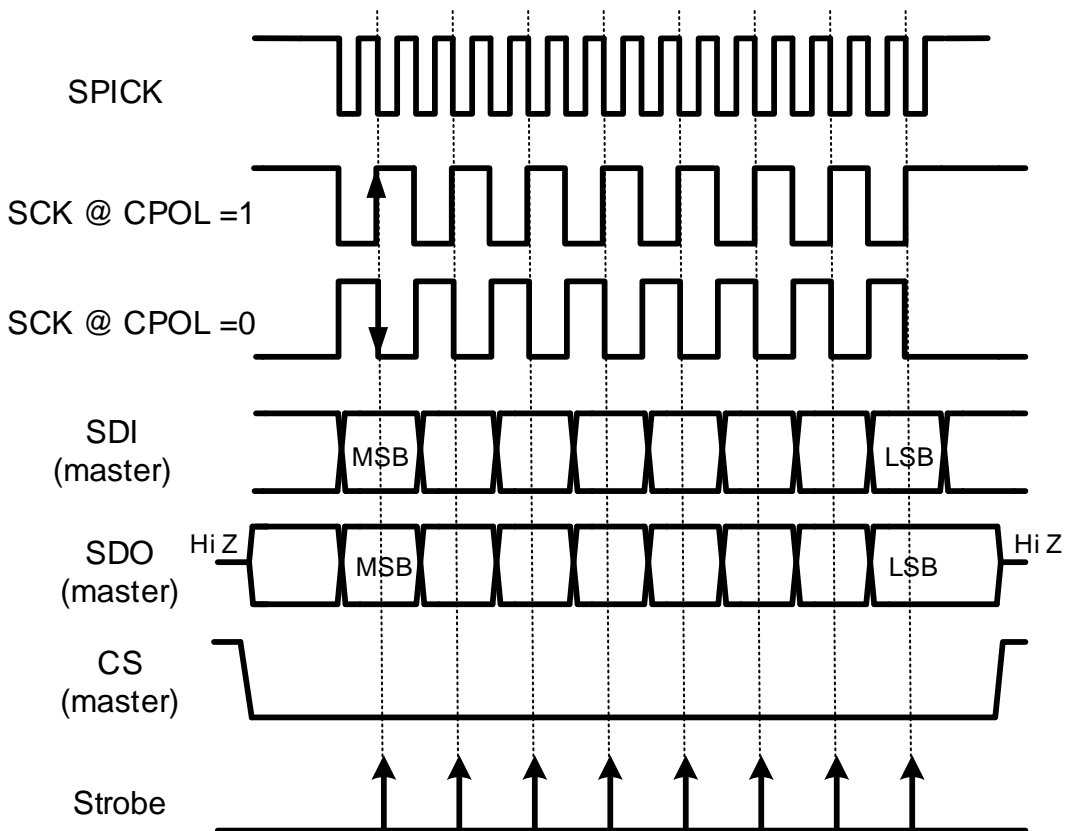 SPICK
SCK @ CPOL =1
SCK @ CPOL =0
SDI
(master)
MSB
LSB
SDO
(master)
Hi Z
MSB
LSB
Hi Z
CS
(master)
Strobe